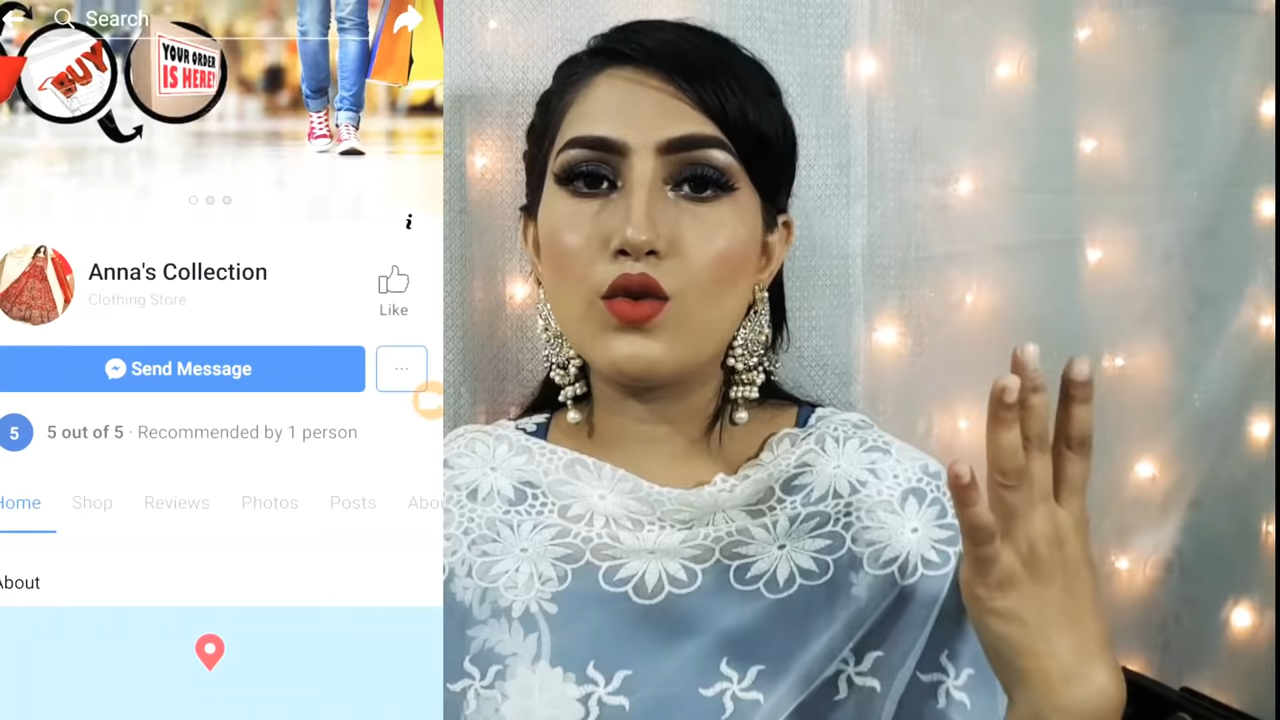 Search
BUY
YOUR ORDER
IS HERE!
i
Anna's Collection
Clothing Store
Like
Send Message
...
5
5 out of 5 · Recommended by 1 person
Home Shop Reviews Photos Posts Abou
About